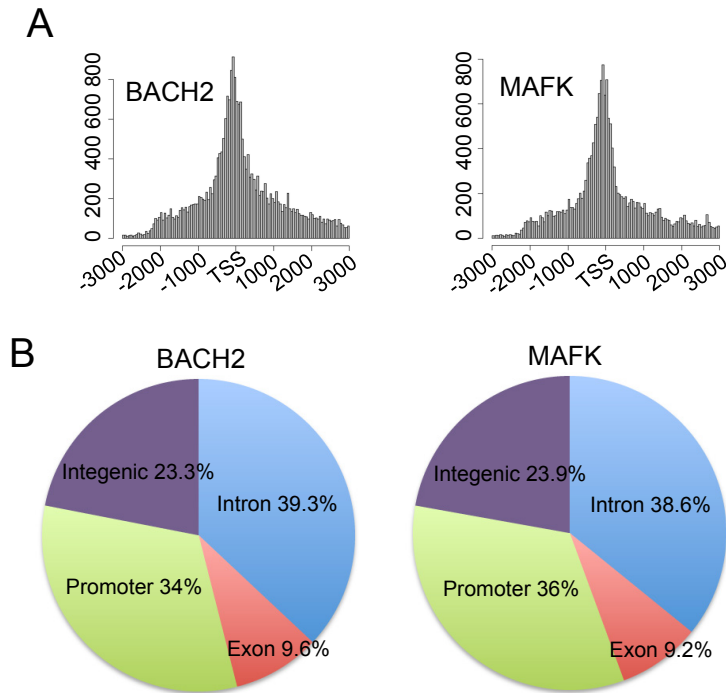 A
BACH2
0 200 400 600 800
-3000 -2000 -1000 TSS 1000 2000 3000
MAFK
0 200 400 600 800
-3000 -2000 -1000 TSS 1000 2000 3000
B
BACH2
Integenic 23.3%
Intron 39.3%
Promoter 34%
Exon 9.6%
MAFK
Integenic 23.9%
Intron 38.6%
Promoter 36%
Exon 9.2%